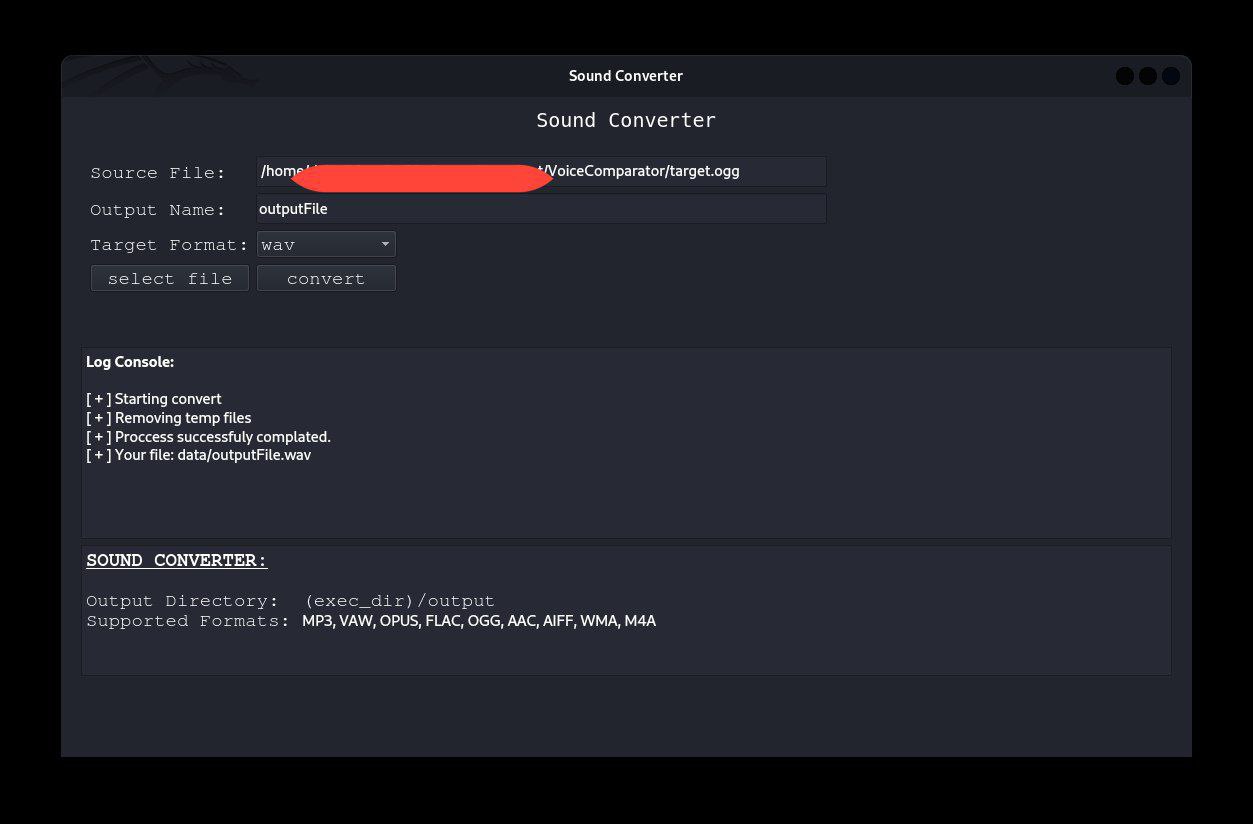 Sound Converter
Sound Converter
Source File: /home/ /VoiceComparator/target.ogg
Output Name: outputFile
Target Format: wav
select file convert
Log Console:
[ + ] Starting convert
[ + ] Removing temp files
[ + ] Proccess successfuly complated.
[ + ] Your file: data/outputFile.wav
SOUND CONVERTER:
Output Directory: (exec_dir)/output
Supported Formats: MP3, VAW, OPUS, FLAC, OGG, AAC, AIFF, WMA, M4A